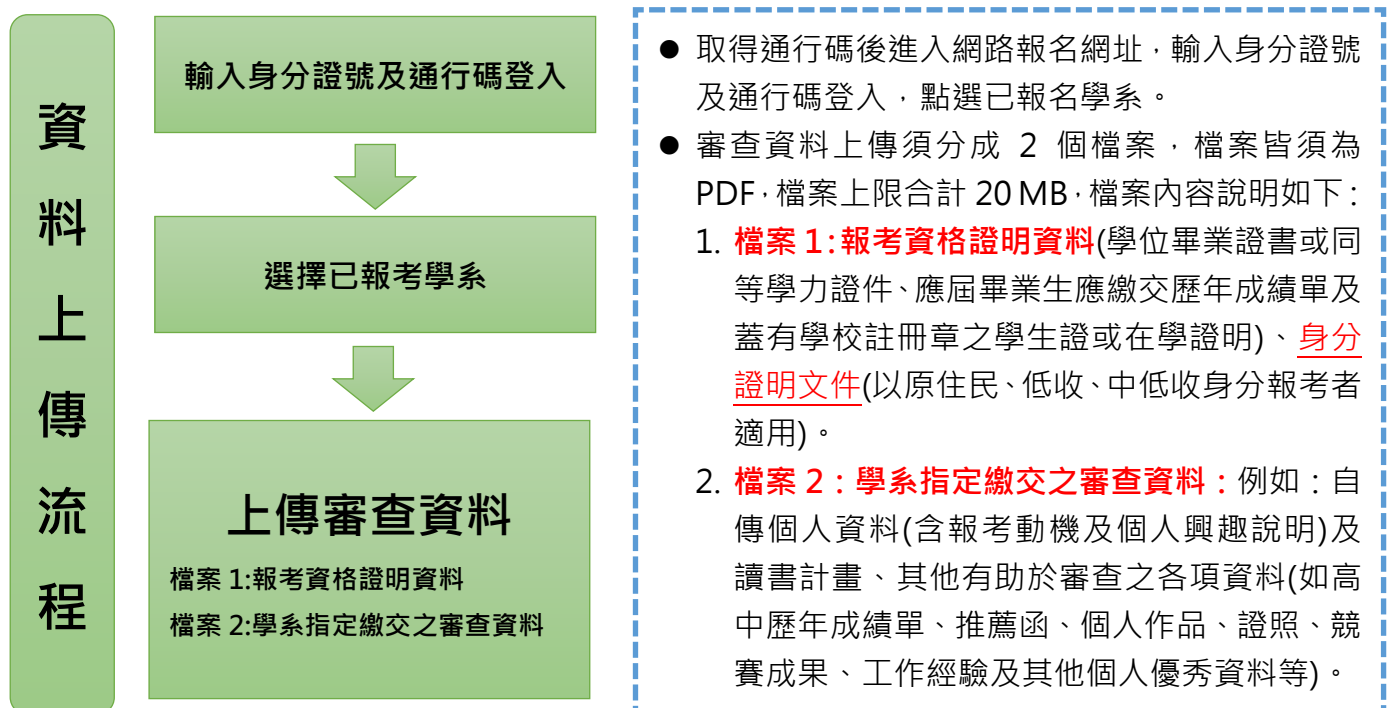 資料上傳流程
輸入身分證號及通行碼登入
選擇已報考學系
上傳審查資料
檔案 1:報考資格證明資料
檔案 2:學系指定繳交之審查資料
● 取得通行碼後進入網路報名網址，輸入身分證號
及通行碼登入，點選已報名學系。
● 審查資料上傳須分成 2 個檔案，檔案皆須為
PDF，檔案上限合計 20 MB，檔案內容說明如下：
1. 檔案 1：報考資格證明資料(學位畢業證書或同
等學力證件、應屆畢業生應繳交歷年成績單及
蓋有學校註冊章之學生證或在學證明)、身分
證明文件(以原住民、低收、中低收身分報考者
適用)。
2. 檔案 2：學系指定繳交之審查資料：例如：自
傳個人資料(含報考動機及個人興趣說明)及
讀書計畫、其他有助於審查之各項資料(如高
中歷年成績單、推薦函、個人作品、證照、競
賽成果、工作經驗及其他個人優秀資料等)。